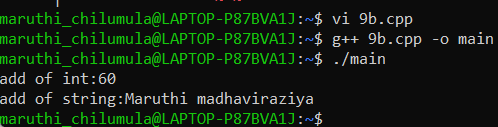 maruthi_chilumula@LAPTOP-P87BVA1J:~$ vi 9b.cpp
maruthi_chilumula@LAPTOP-P87BVA1J:~$ g++ 9b.cpp -o main
maruthi_chilumula@LAPTOP-P87BVA1J:~$ ./main
add of int:60
add of string:Maruthi madhaviraziya
maruthi_chilumula@LAPTOP-P87BVA1J:~$